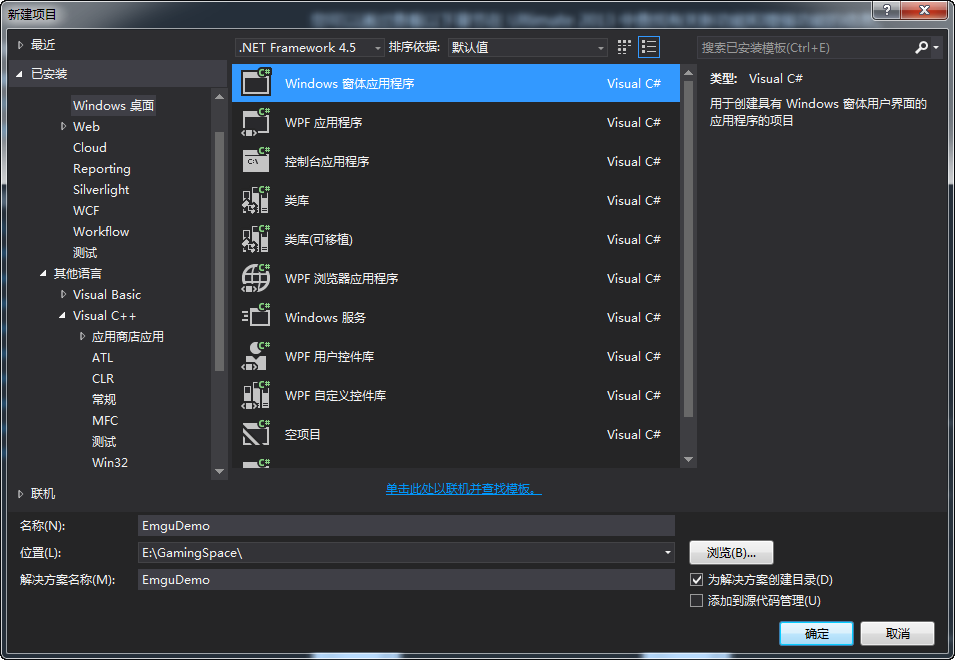 新建项目
最近
已安装
Windows 桌面
Web
Cloud
Reporting
Silverlight
WCF
Workflow
测试
其他语言
Visual Basic
Visual C++
应用商店应用
ATL
CLR
常规
MFC
测试
Win32
联机
.NET Framework 4.5 排序依据: 默认值
Windows 窗体应用程序 Visual C#
WPF 应用程序 Visual C#
控制台应用程序 Visual C#
类库 Visual C#
类库(可移植) Visual C#
WPF 浏览器应用程序 Visual C#
Windows 服务 Visual C#
WPF 用户控件库 Visual C#
WPF 自定义控件库 Visual C#
空项目 Visual C#
单击此处以联机并查找模板。
搜索已安装模板(Ctrl+E)
类型: Visual C#
用于创建具有 Windows 窗体用户界面的
应用程序的项目
名称(N): EmguDemo
位置(L): E:\GamingSpace\ 浏览(B)...
解决方案名称(M): EmguDemo
为解决方案创建目录(D)
添加到源代码管理(U)
确定 取消